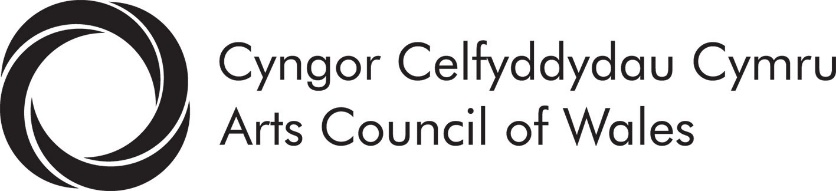 Cyngor Celfyddydau Cymru
Arts Council of Wales